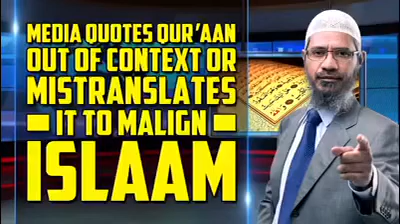 MEDIA QUOTES QUR'AAN
OUT OF CONTEXT OR
MISTRANSLATES
IT TO MALIGN
ISLAAM